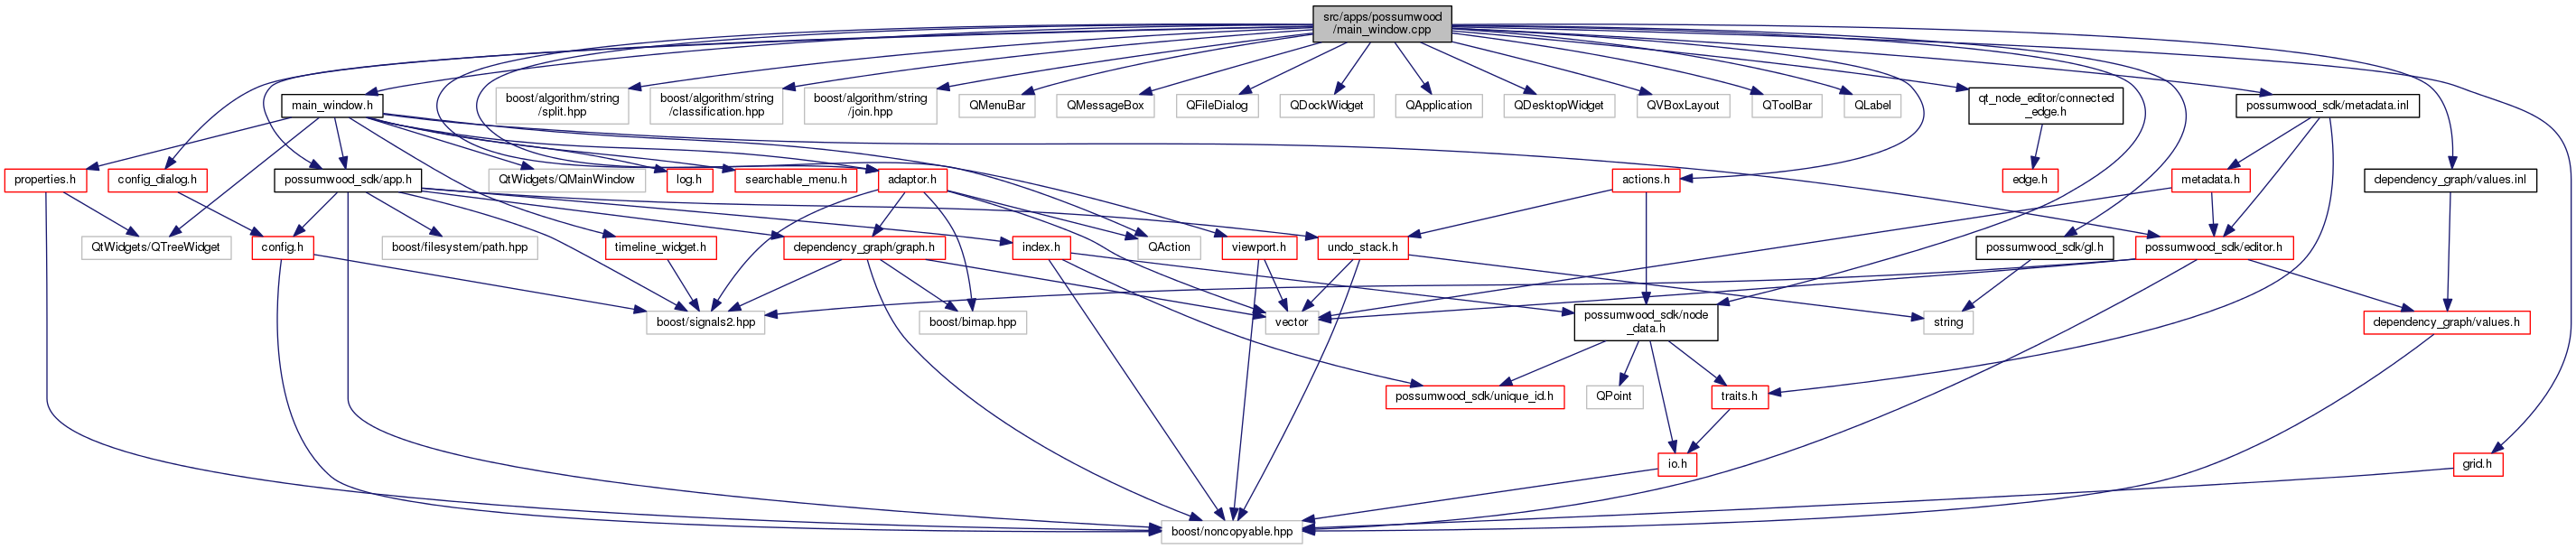 src/apps/possumwood
/main_window.cpp
main_window.h
boost/algorithm/string
/split.hpp
boost/algorithm/string
/classification.hpp
boost/algorithm/string
/join.hpp
QMenuBar
QMessageBox
QFileDialog
QDockWidget
QApplication
QDesktopWidget
QVBoxLayout
QToolBar
QLabel
qt_node_editor/connected
_edge.h
possumwood_sdk/metadata.inl
properties.h
config_dialog.h
possumwood_sdk/app.h
QtWidgets/QMainWindow
log.h
searchable_menu.h
adaptor.h
actions.h
edge.h
metadata.h
dependency_graph/values.inl
QtWidgets/QTreeWidget
config.h
boost/filesystem/path.hpp
timeline_widget.h
dependency_graph/graph.h
index.h
QAction
viewport.h
undo_stack.h
possumwood_sdk/gl.h
possumwood_sdk/editor.h
boost/signals2.hpp
boost/bimap.hpp
vector
possumwood_sdk/node
_data.h
string
dependency_graph/values.h
possumwood_sdk/unique_id.h
QPoint
traits.h
io.h
grid.h
boost/noncopyable.hpp